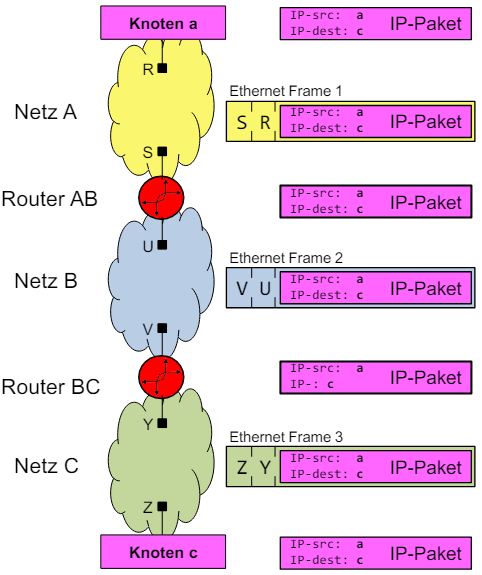 Knoten a
IP-src: a
IP-dest: c
IP-Paket
R
Ethernet Frame 1
Netz A
S R
IP-src: a
IP-dest: c
IP-Paket
S
Router AB
IP-src: a
IP-dest: c
IP-Paket
U
Ethernet Frame 2
Netz B
V U
IP-src: a
IP-dest: c
IP-Paket
V
Router BC
IP-src: a
IP-: c
IP-Paket
Y
Ethernet Frame 3
Netz C
Z Y
IP-src: a
IP-dest: c
IP-Paket
Z
Knoten c
IP-src: a
IP-dest: c
IP-Paket